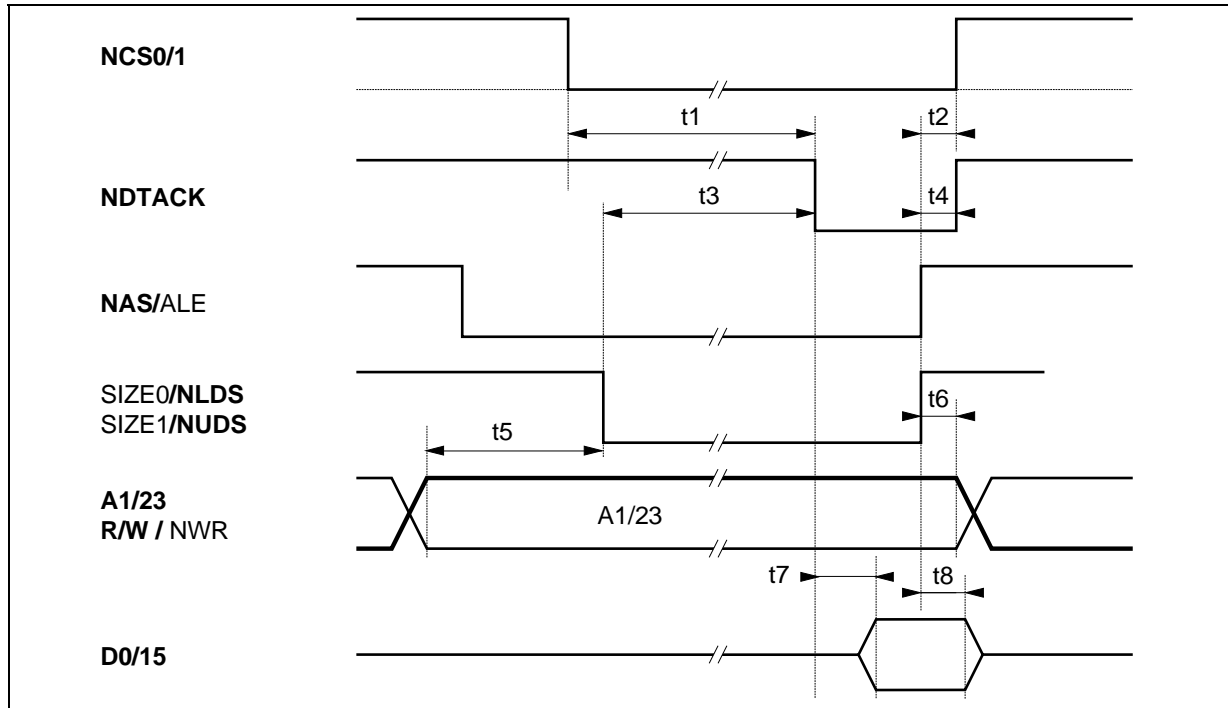 NCS0/1
t1
t2
NDTACK
t3
t4
NAS/ALE
SIZE0/NLDS
SIZE1/NUDS
t6
t5
A1/23
R/W / NWR
A1/23
t7
t8
D0/15